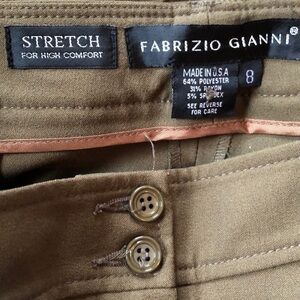 STRETCH
FOR HIGH COMFORT
FABRIZIO GIANNI®
MADE IN U.S.A
64% POLYESTER
31% RAYON
5% SPANDEX
SEE REVERSE
FOR CARE
8